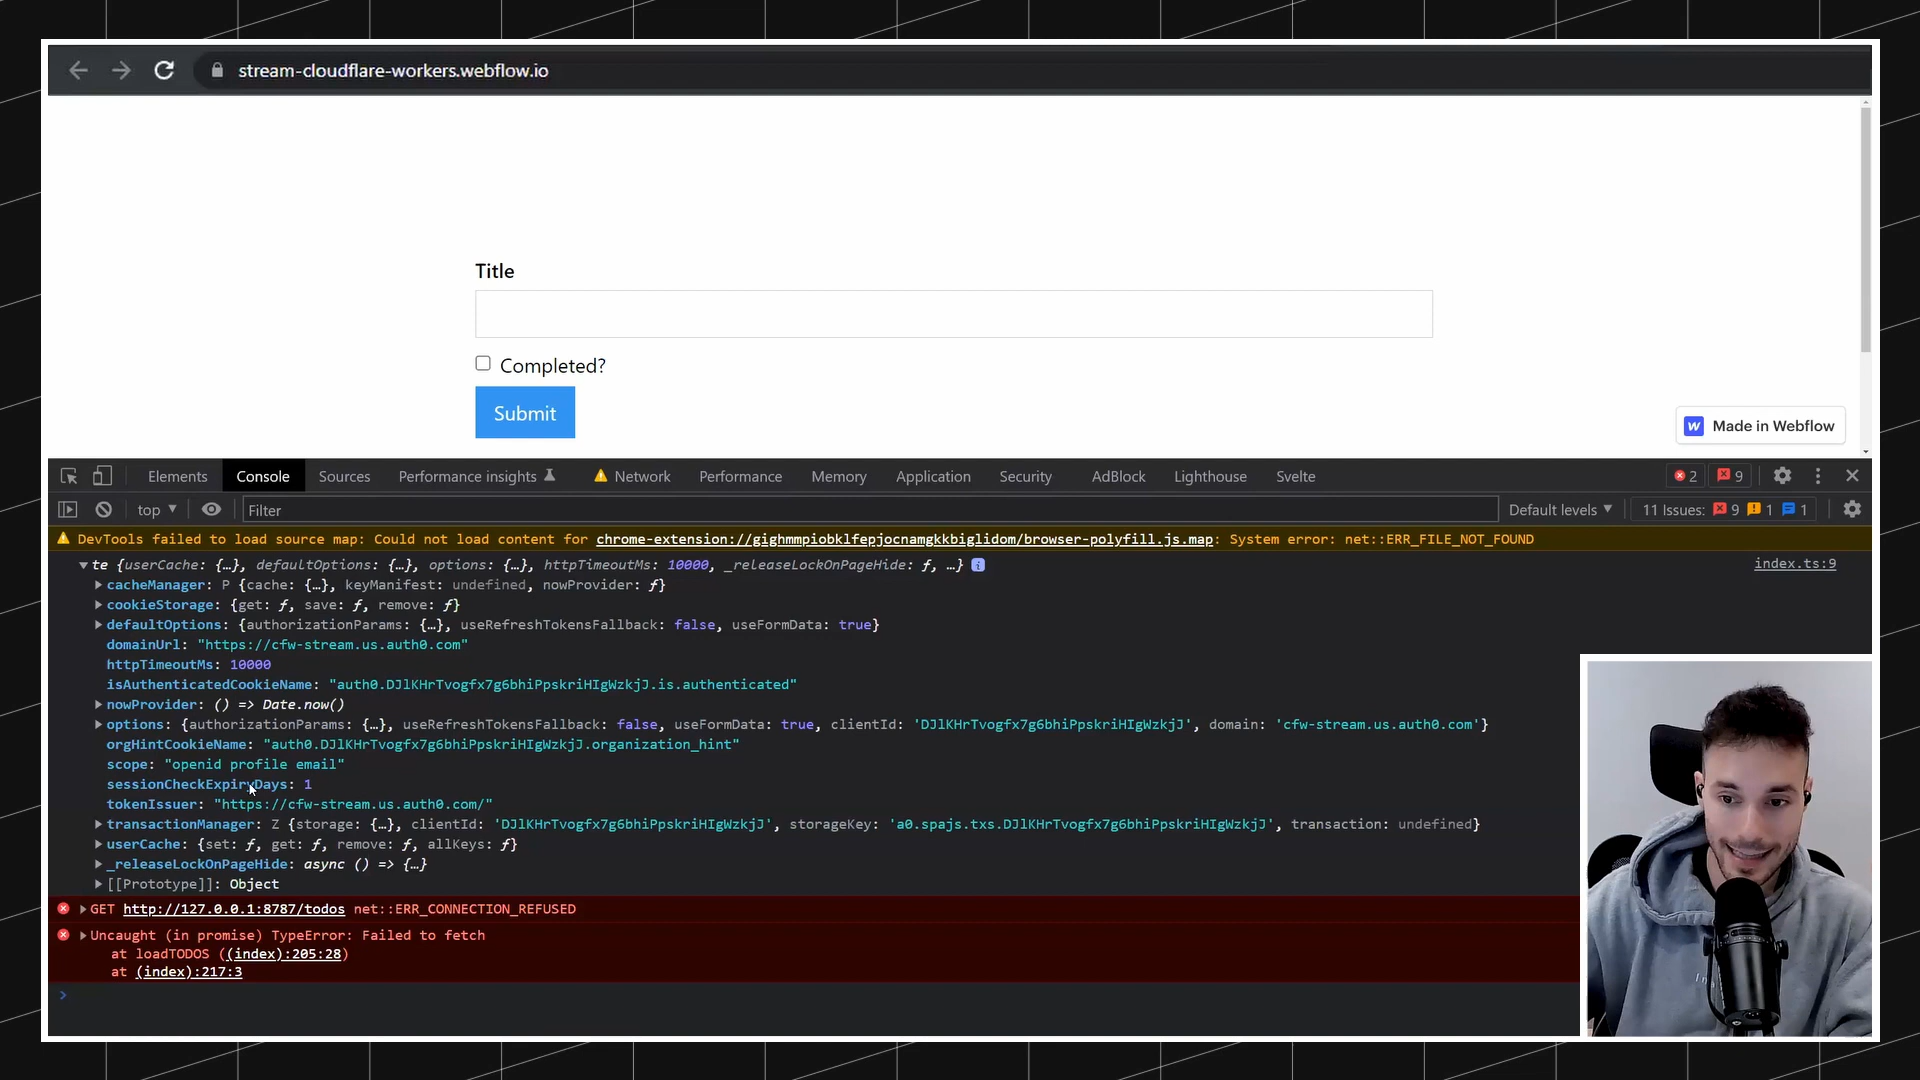 stream-cloudflare-workers.webflow.io
Title
Completed?
Submit
Made in Webflow
Elements Console Sources Performance insights Network Performance Memory Application Security AdBlock Lighthouse Svelte 2 9
top Filter Default levels 11 Issues: 9 1 1
DevTools failed to load source map: Could not load content for chrome-extension://gighmmpiobklfepjocnamgkkbiglidom/browser-polyfill.js.map: System error: net::ERR_FILE_NOT_FOUND
te {userCache: {…}, defaultOptions: {…}, options: {…}, httpTimeoutMs: 10000, _releaseLockOnPageHide: ƒ, …} index.ts:9
cacheManager: P {cache: {…}, keyManifest: undefined, nowProvider: ƒ}
cookieStorage: {get: ƒ, save: ƒ, remove: ƒ}
defaultOptions: {authorizationParams: {…}, useRefreshTokensFallback: false, useFormData: true}
domainUrl: "https://cfw-stream.us.auth0.com"
httpTimeoutMs: 10000
isAuthenticatedCookieName: "auth0.DJlKHrTvogfx7g6bhiPpskriHIgWzkjJ.is.authenticated"
nowProvider: () => Date.now()
options: {authorizationParams: {…}, useRefreshTokensFallback: false, useFormData: true, clientId: 'DJlKHrTvogfx7g6bhiPpskriHIgWzkjJ', domain: 'cfw-stream.us.auth0.com'}
orgHintCookieName: "auth0.DJlKHrTvogfx7g6bhiPpskriHIgWzkjJ.organization_hint"
scope: "openid profile email"
sessionCheckExpiryDays: 1
tokenIssuer: "https://cfw-stream.us.auth0.com/"
transactionManager: Z {storage: {…}, clientId: 'DJlKHrTvogfx7g6bhiPpskriHIgWzkjJ', storageKey: 'a0.spajs.txs.DJlKHrTvogfx7g6bhiPpskriHIgWzkjJ', transaction: undefined}
userCache: {set: ƒ, get: ƒ, remove: ƒ, allKeys: ƒ}
_releaseLockOnPageHide: async () => {…}
[[Prototype]]: Object
GET http://127.0.0.1:8787/todos net::ERR_CONNECTION_REFUSED
Uncaught (in promise) TypeError: Failed to fetch
at loadTODOS ((index):205:28)
at (index):217:3